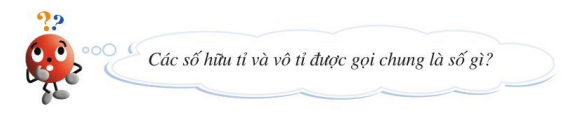 ??
Các số hữu tỉ và vô tỉ được gọi chung là số gì?